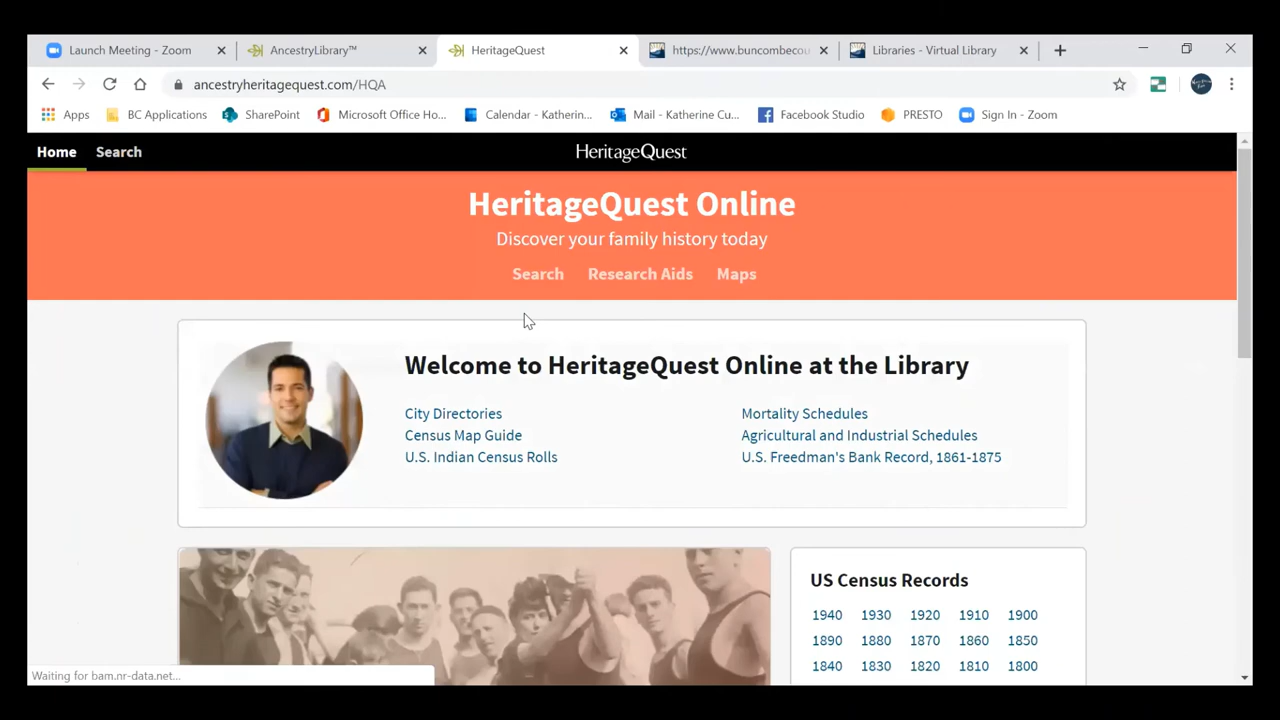 Launch Meeting - Zoom
AncestryLibrary™
HeritageQuest
https://www.buncombecou
Libraries - Virtual Library
ancestryheritagequest.com/HQA
Apps
BC Applications
SharePoint
Microsoft Office Ho...
Calendar - Katherin...
Mail - Katherine Cu...
Facebook Studio
PRESTO
Sign In - Zoom
Home
Search
HeritageQuest
HeritageQuest Online
Discover your family history today
Search Research Aids Maps
Welcome to HeritageQuest Online at the Library
City Directories
Census Map Guide
U.S. Indian Census Rolls
Mortality Schedules
Agricultural and Industrial Schedules
U.S. Freedman's Bank Record, 1861-1875
US Census Records
1940 1930 1920 1910 1900
1890 1880 1870 1860 1850
1840 1830 1820 1810 1800
Waiting for bam.nr-data.net...